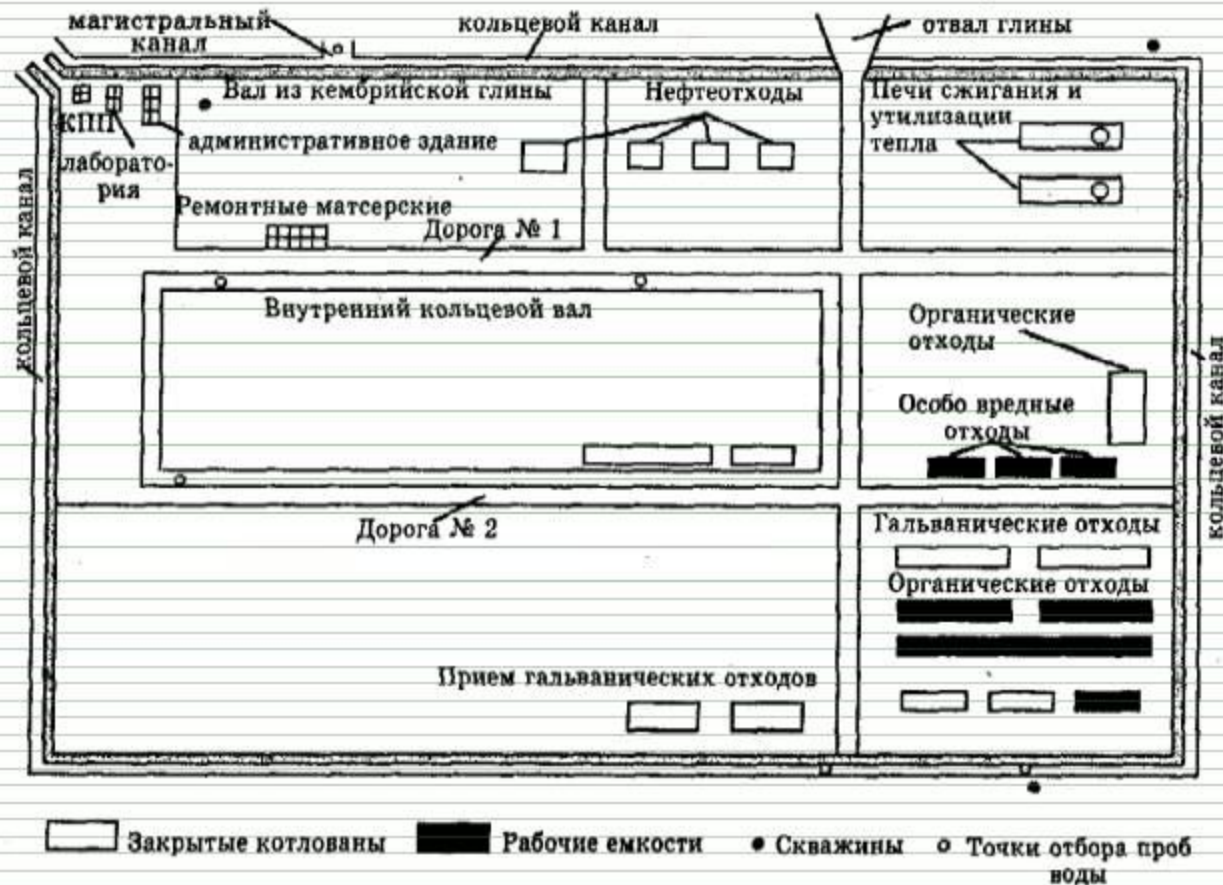 магистральный
канал
кольцевой канал
отвал глины
Вал из кембрийской глины
Нефтеотходы
Печи сжигания и
утилизации
тепла
КПП
административное здание
лаборато-
рия
Ремонтные матсерские
Дорога № 1
кольцевой канал
Внутренний кольцевой вал
Органические
отходы
Особо вредные
отходы
кольцевой канал
Дорога № 2
Гальванические отходы
Органические отходы
Прием гальванических отходов
Закрытые котлованы
Рабочие емкости
Скважины
Точки отбора проб
воды